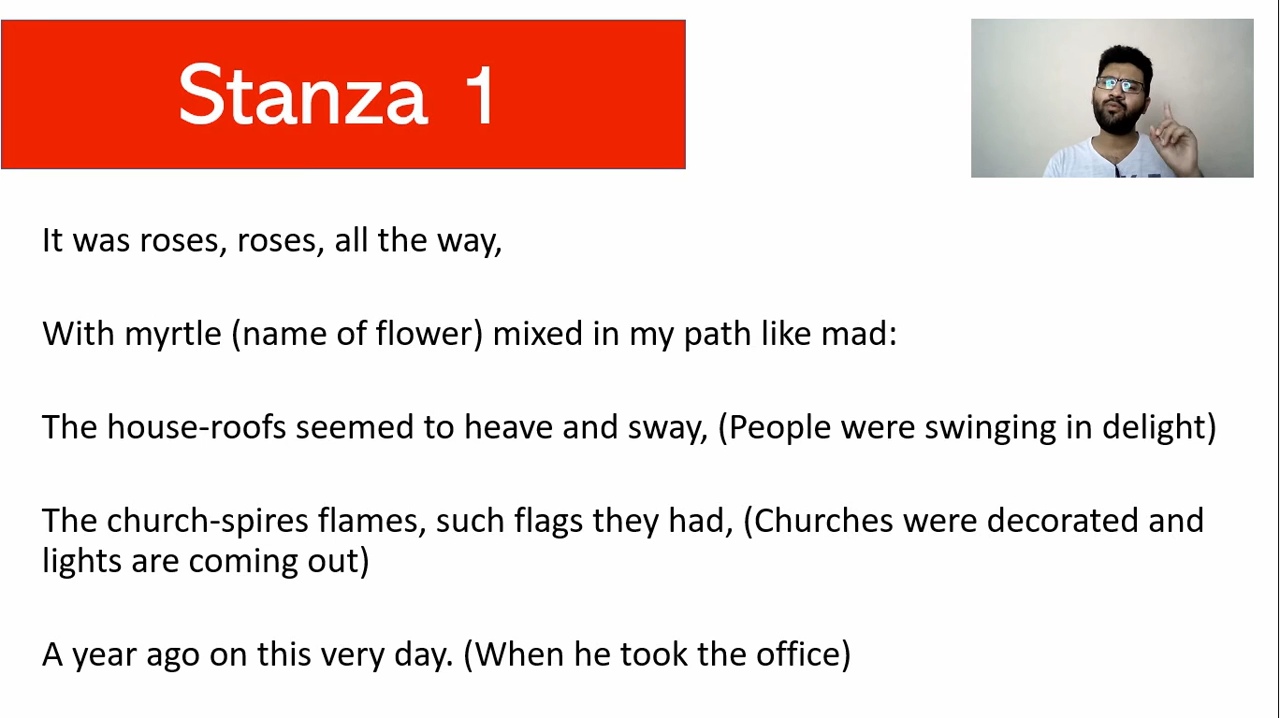 Stanza 1
It was roses, roses, all the way,
With myrtle (name of flower) mixed in my path like mad:
The house-roofs seemed to heave and sway, (People were swinging in delight)
The church-spires flames, such flags they had, (Churches were decorated and
lights are coming out)
A year ago on this very day. (When he took the office)